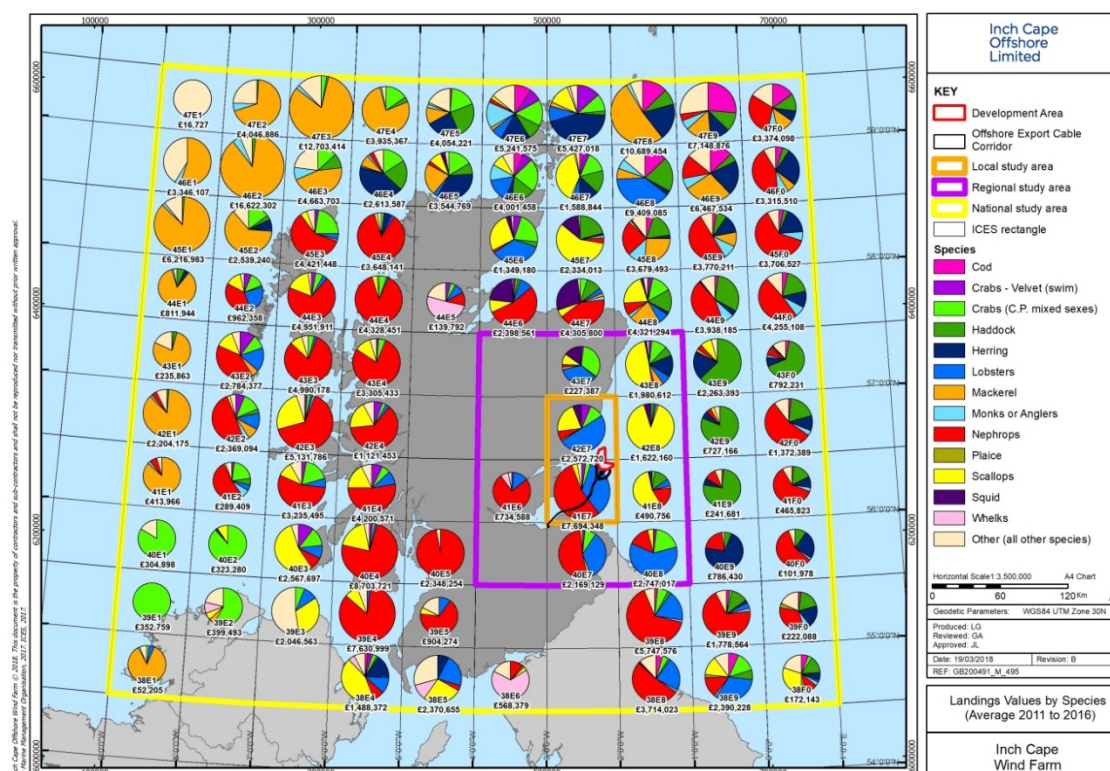 100000
300000
500000
700000
6600000
6400000
6200000
6000000
47E1
£16,727
47E2
£4,046,886
47E3
£12,703,414
47E4
£3,935,367
47E5
£4,054,221
47E6
£5,241,575
47E7
£5,427,018
47E8
£10,689,454
47E9
£7,148,876
47F0
£3,374,098
46E1
£3,346,107
46E2
£16,622,302
46E3
£4,663,703
46E4
£2,613,587
46E5
£3,544,769
46E6
£4,001,458
46E7
£1,588,844
46E8
£9,409,085
46E9
£6,467,534
46F0
£3,315,510
45E1
£6,216,983
45E2
£2,539,240
45E3
£4,421,448
45E4
£3,648,141
45E6
£1,349,180
45E7
£2,334,013
45E8
£3,679,493
45E9
£3,770,211
45F0
£3,706,527
44E1
£811,944
44E2
£962,358
44E3
£4,951,911
44E4
£4,328,451
44E5
£139,792
44E6
£2,398,561
44E7
£4,305,800
44E8
£4,321,294
44E9
£3,938,185
44F0
£4,255,108
43E1
£235,863
43E2
£2,784,377
43E3
£4,990,178
43E4
£3,305,433
43E7
£227,387
43E8
£1,980,612
43E9
£2,263,393
43F0
£792,231
42E1
£2,204,175
42E2
£2,369,094
42E3
£5,131,786
42E4
£1,121,453
42E7
£2,572,720
42E8
£1,622,160
42E9
£727,166
42F0
£1,372,389
41E1
£413,966
41E2
£289,409
41E3
£3,235,495
41E4
£4,200,571
41E6
£734,588
41E7
£7,694,348
41E8
£490,756
41E9
£241,681
41F0
£465,823
40E1
£304,898
40E2
£323,280
40E3
£2,567,697
40E4
£8,703,721
40E5
£2,348,254
40E7
£2,169,129
40E8
£2,747,017
40E9
£786,430
40F0
£101,978
39E1
£352,759
39E2
£399,493
39E3
£2,046,563
39E4
£7,630,999
39E5
£904,274
39E8
£5,747,576
39E9
£1,778,564
39F0
£222,088
38E1
£52,205
38E4
£1,488,372
38E5
£2,370,655
38E6
£568,379
38E8
£3,714,023
38E9
£2,390,228
38F0
£172,143
Inch Cape
Offshore
Limited
KEY
Development Area
Offshore Export Cable
Corridor
Local study area
Regional study area
National study area
ICES rectangle
Species
Cod
Crabs - Velvet (swim)
Crabs (C.P. mixed sexes)
Haddock
Herring
Lobsters
Mackerel
Monks or Anglers
Nephrops
Plaice
Scallops
Squid
Whelks
Other (all other species)
Horizontal Scale1:3,500,000 A4 Chart
0 60 120
Km
Geodetic Parameters: WGS84 UTM Zone 30N
Produced: LG
Reviewed: GA
Approved: JL
Date: 19/03/2018 Revision: B
REF: GB200491_M_495
Landings Values by Species
(Average 2011 to 2016)
Inch Cape
Wind Farm